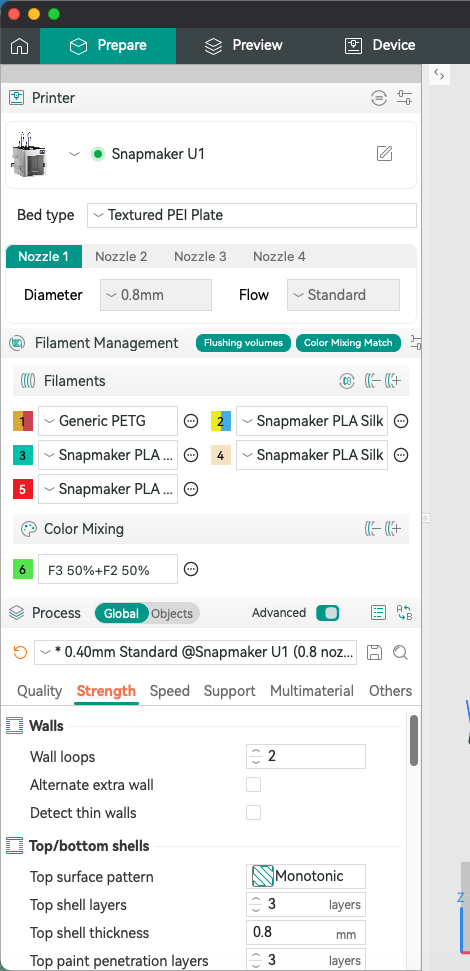 Prepare Preview Device
Printer
Snapmaker U1
Bed type Textured PEI Plate
Nozzle 1 Nozzle 2 Nozzle 3 Nozzle 4
Diameter 0.8mm Flow Standard
Filament Management Flushing volumes Color Mixing Match
Filaments
1 Generic PETG 2 Snapmaker PLA Silk
3 Snapmaker PLA ... 4 Snapmaker PLA Silk
5 Snapmaker PLA ...
Color Mixing
6 F3 50%+F2 50%
Process Global Objects Advanced
* 0.40mm Standard @Snapmaker U1 (0.8 noz...
Quality Strength Speed Support Multimaterial Others
Walls
Wall loops 2
Alternate extra wall
Detect thin walls
Top/bottom shells
Top surface pattern Monotonic
Top shell layers 3 layers
Top shell thickness 0.8 mm
Top paint penetration layers 3 layers
Z